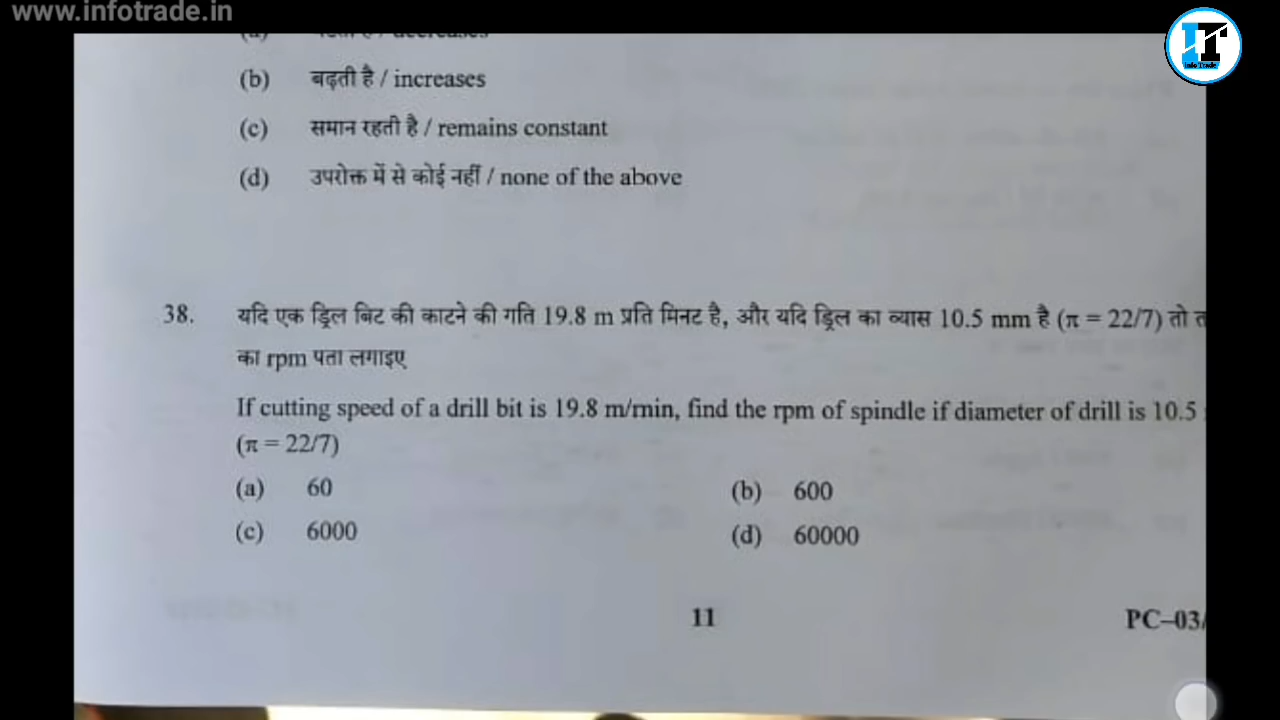 www.infotrade.in
IT
Info Trade
(b) बढ़ती है / increases
(c) समान रहती है / remains constant
(d) उपरोक्त में से कोई नहीं / none of the above
38. यदि एक ड्रिल बिट की काटने की गति 19.8 m प्रति मिनट है, और यदि ड्रिल का व्यास 10.5 mm है (π = 22/7) तो
का rpm पता लगाइए
If cutting speed of a drill bit is 19.8 m/min, find the rpm of spindle if diameter of drill is 10.5
(π = 22/7)
(a) 60 (b) 600
(c) 6000 (d) 60000
11 PC–03/